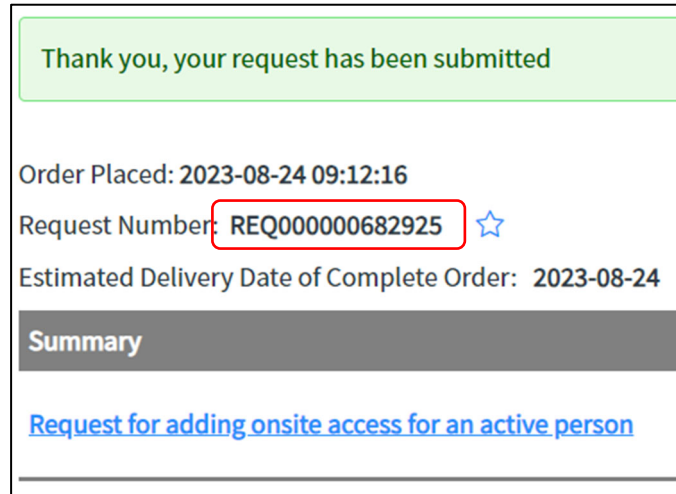 Thank you, your request has been submitted
Order Placed: 2023-08-24 09:12:16
Request Number: REQ000000682925
Estimated Delivery Date of Complete Order: 2023-08-24
Summary
Request for adding onsite access for an active person